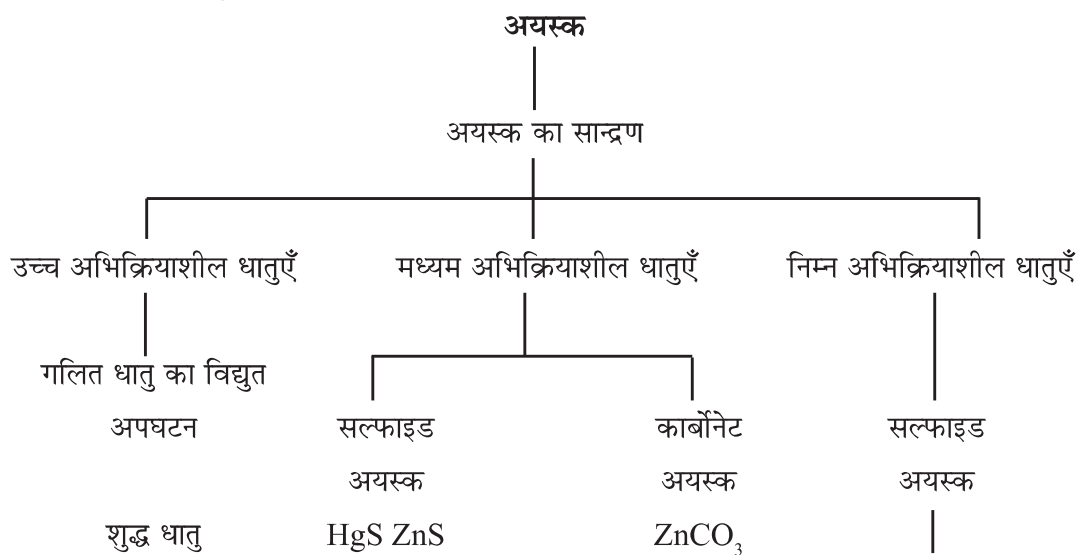 अयस्क
अयस्क का सान्द्रण
उच्च अभिक्रियाशील धातुएँ मध्यम अभिक्रियाशील धातुएँ निम्न अभिक्रियाशील धातुएँ
गलित धातु का विद्युत
अपघटन सल्फाइड कार्बोनेट सल्फाइड
अयस्क अयस्क अयस्क
शुद्ध धातु HgS ZnS ZnCO₃